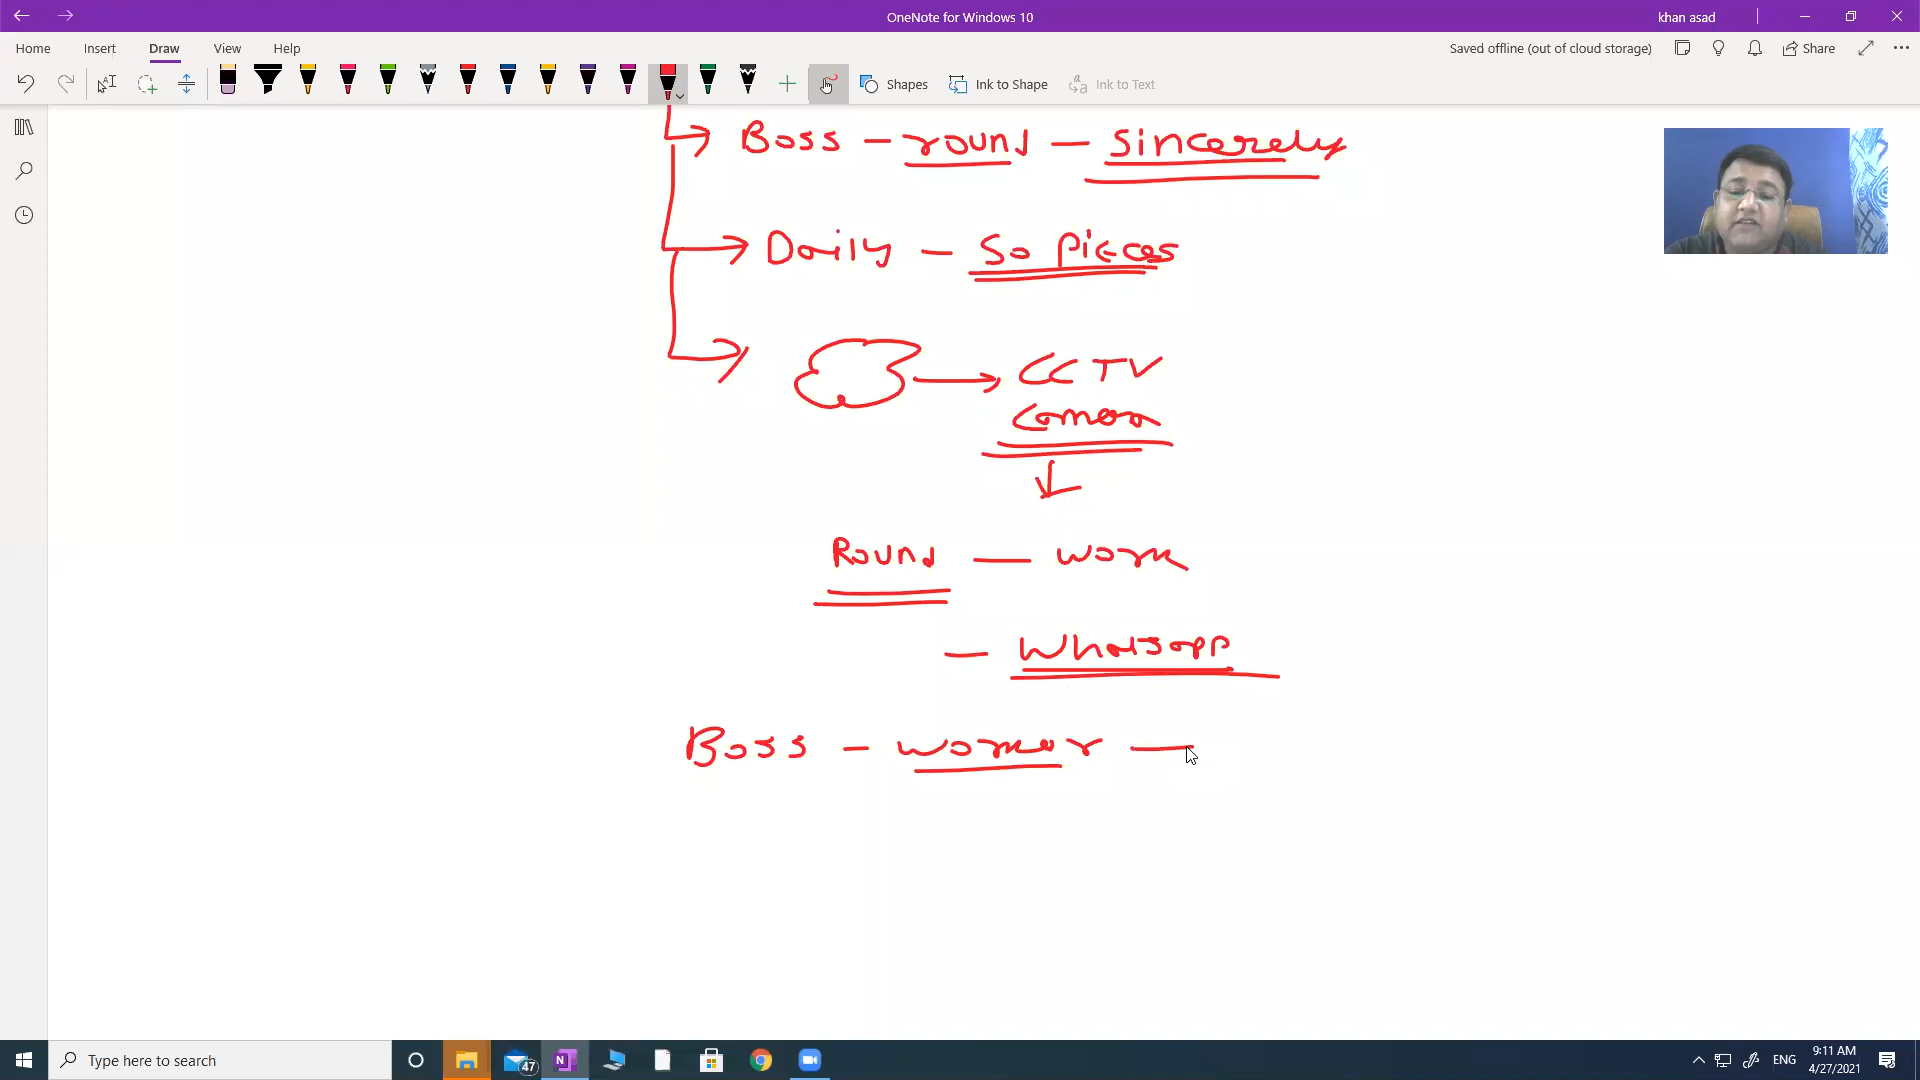 OneNote for Windows 10
khan asad
Home Insert Draw View Help
Saved offline (out of cloud storage)
Share
Shapes
Ink to Shape
Ink to Text
Boss – round – sincerely
Daily – 50 Pieces
CCTV
Camera
Round — work
– Whatsapp
Boss – worker —
Type here to search
47
ENG
9:11 AM
4/27/2021